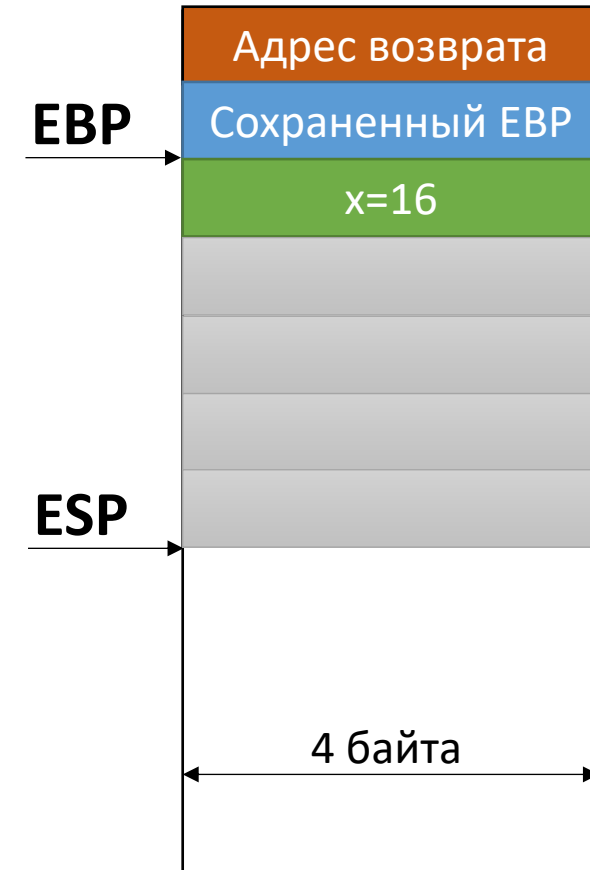 Адрес возврата
EBP
Сохраненный EBP
x=16
ESP
4 байта